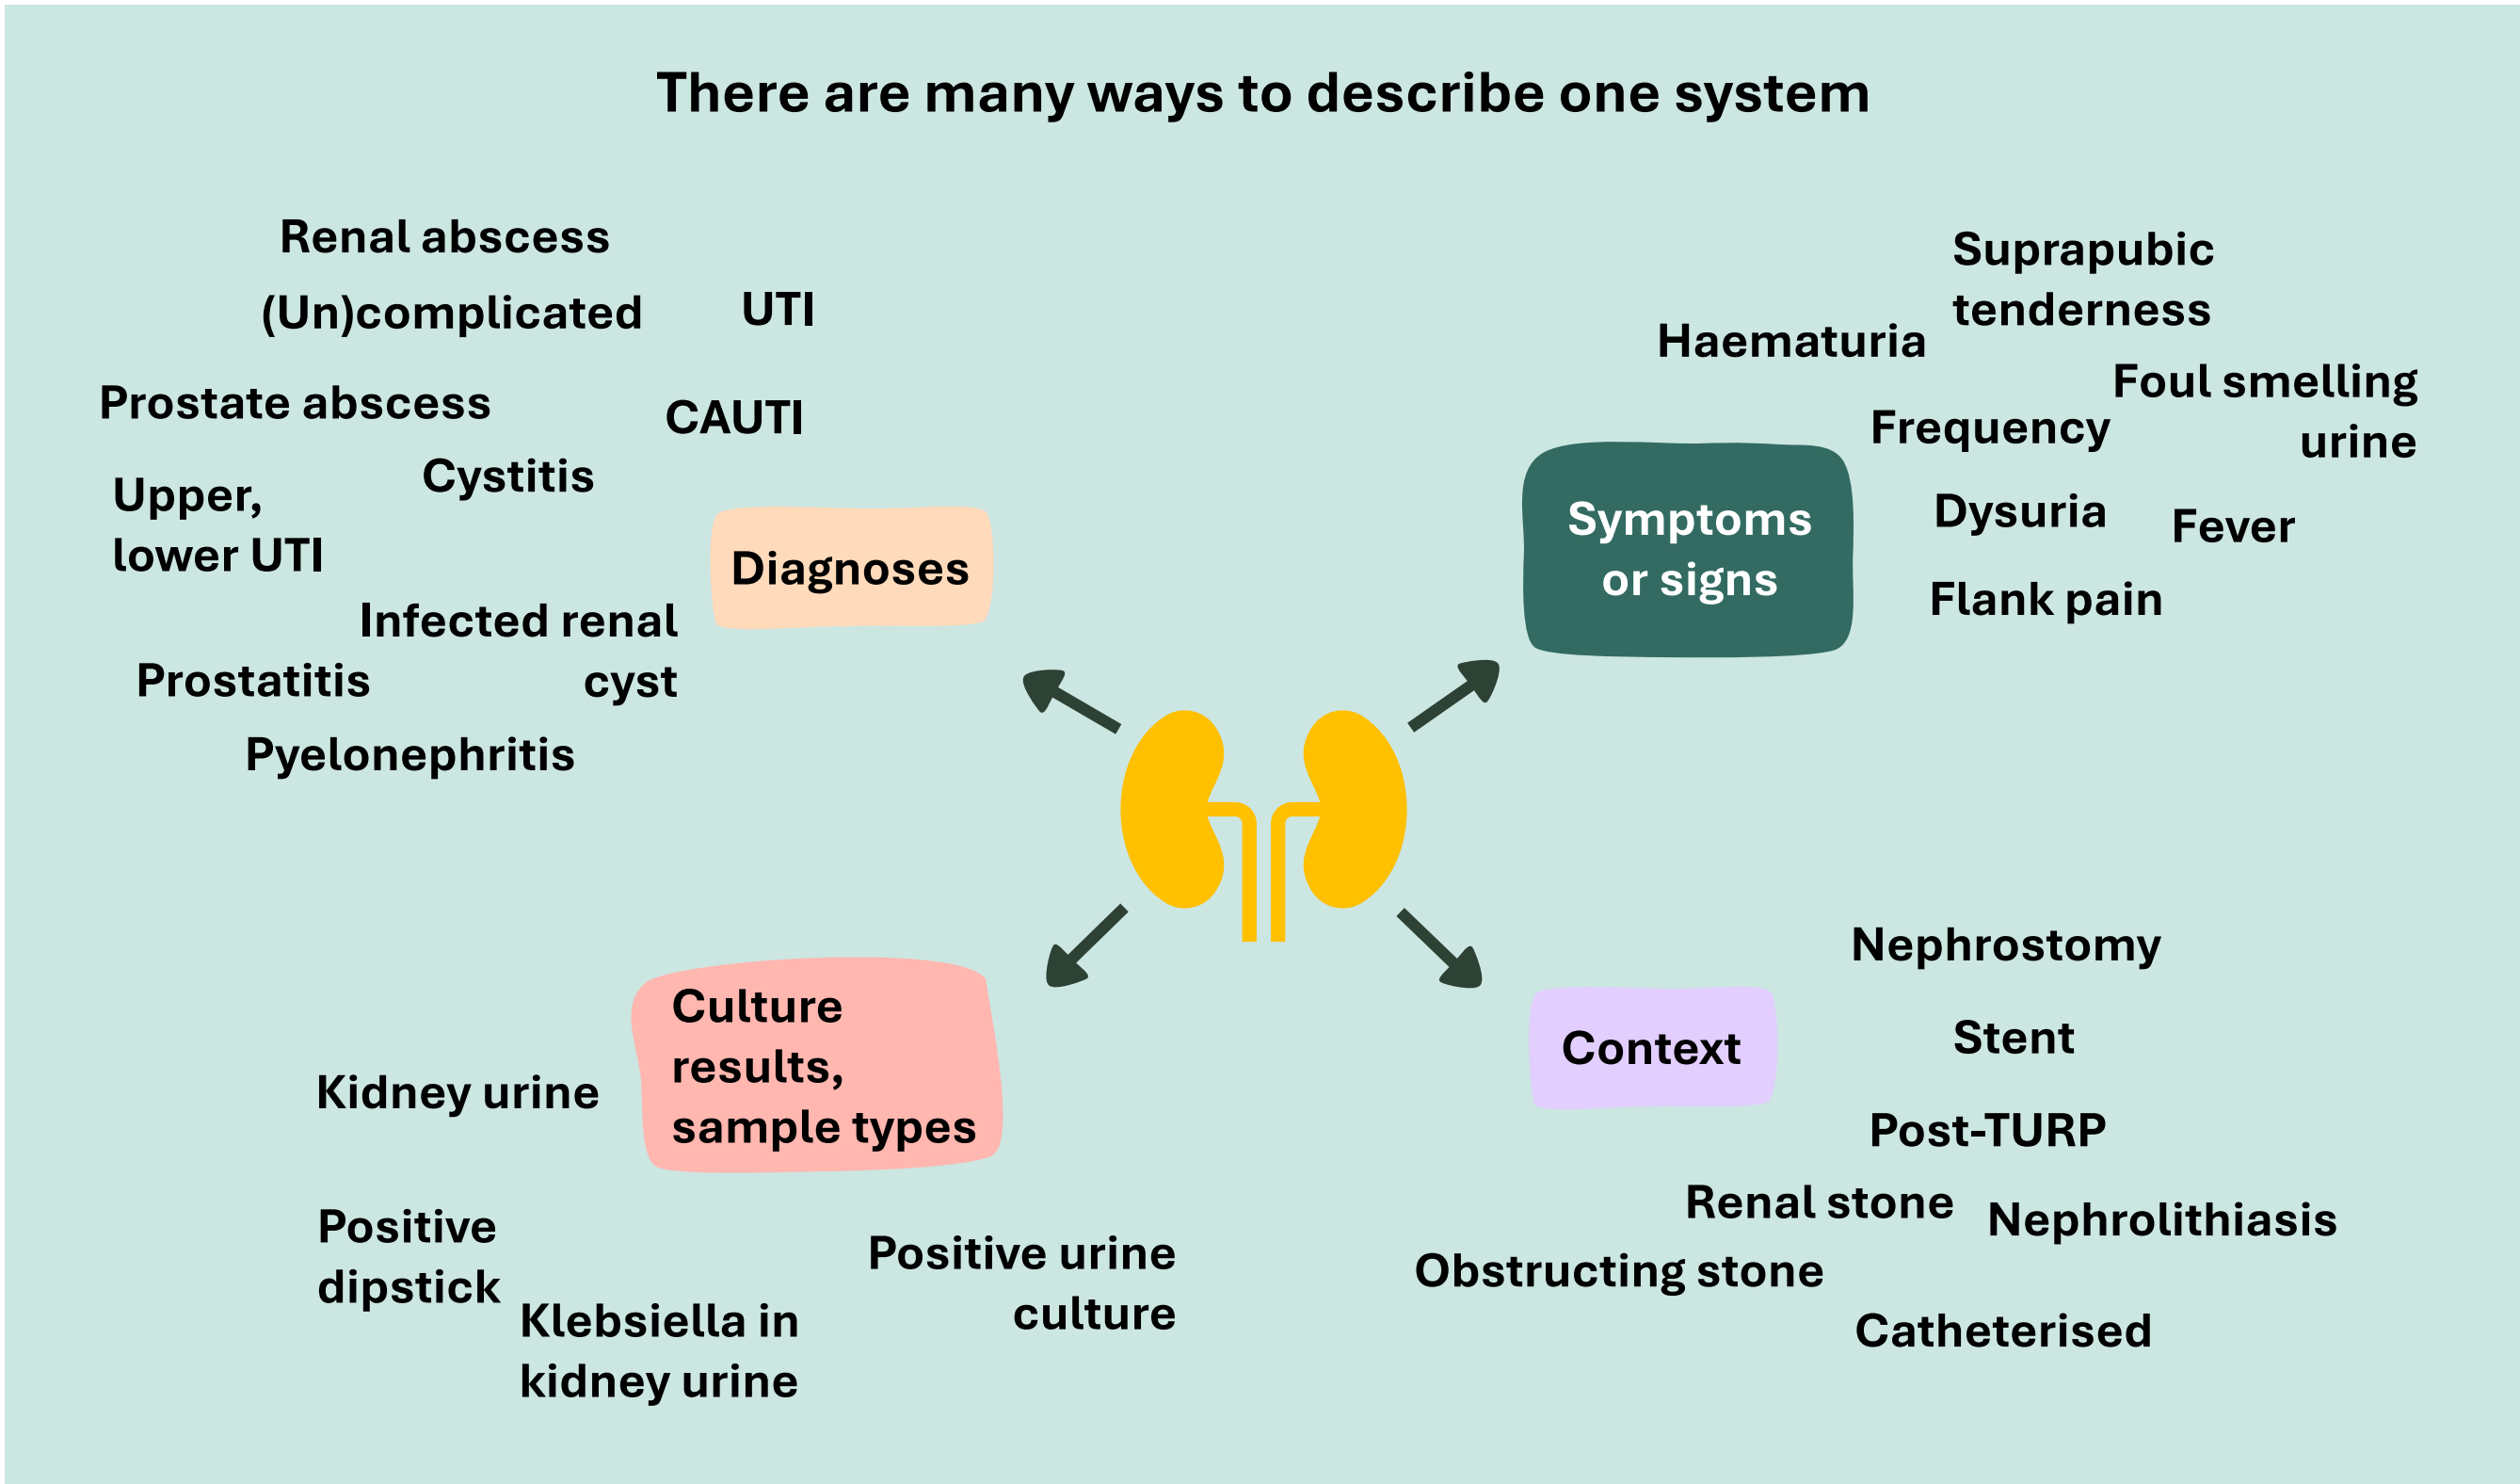 There are many ways to describe one system
Renal abscess
(Un)complicated
UTI
Prostate abscess
CAUTI
Cystitis
Upper,
lower UTI
Diagnoses
Infected renal
cyst
Prostatitis
Pyelonephritis
Suprapubic
tenderness
Haematuria
Foul smelling
urine
Frequency
Symptoms
or signs
Dysuria
Fever
Flank pain
Culture
results,
sample types
Kidney urine
Positive
dipstick
Klebsiella in
kidney urine
Positive urine
culture
Nephrostomy
Context
Stent
Post-TURP
Renal stone
Nephrolithiasis
Obstructing stone
Catheterised